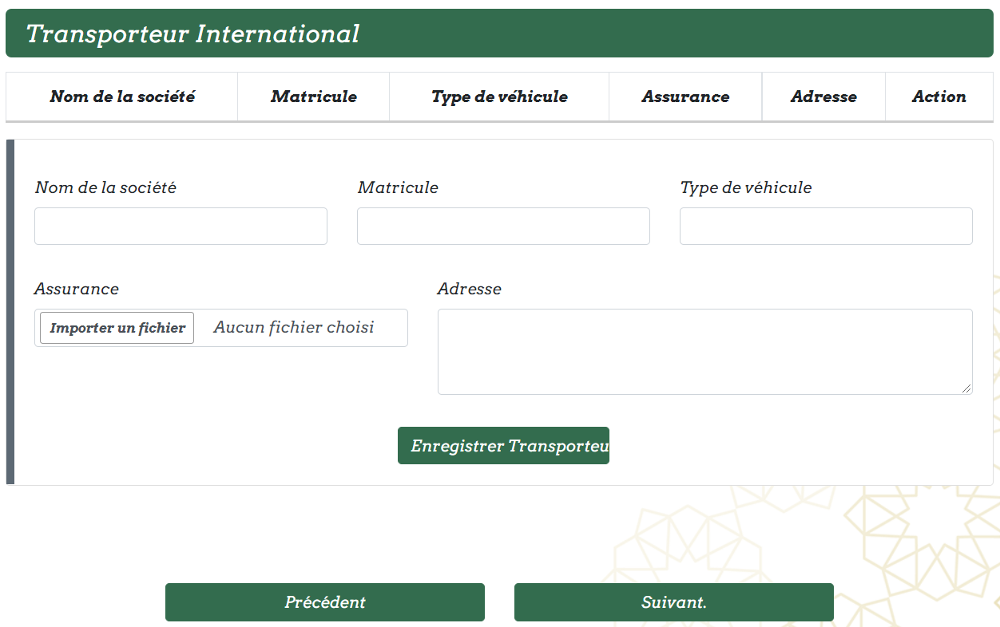 Transporteur International
Nom de la société Matricule Type de véhicule Assurance Adresse Action
Nom de la société Matricule Type de véhicule
Assurance Adresse
Importer un fichier Aucun fichier choisi
Enregistrer Transporteu
Précédent Suivant.